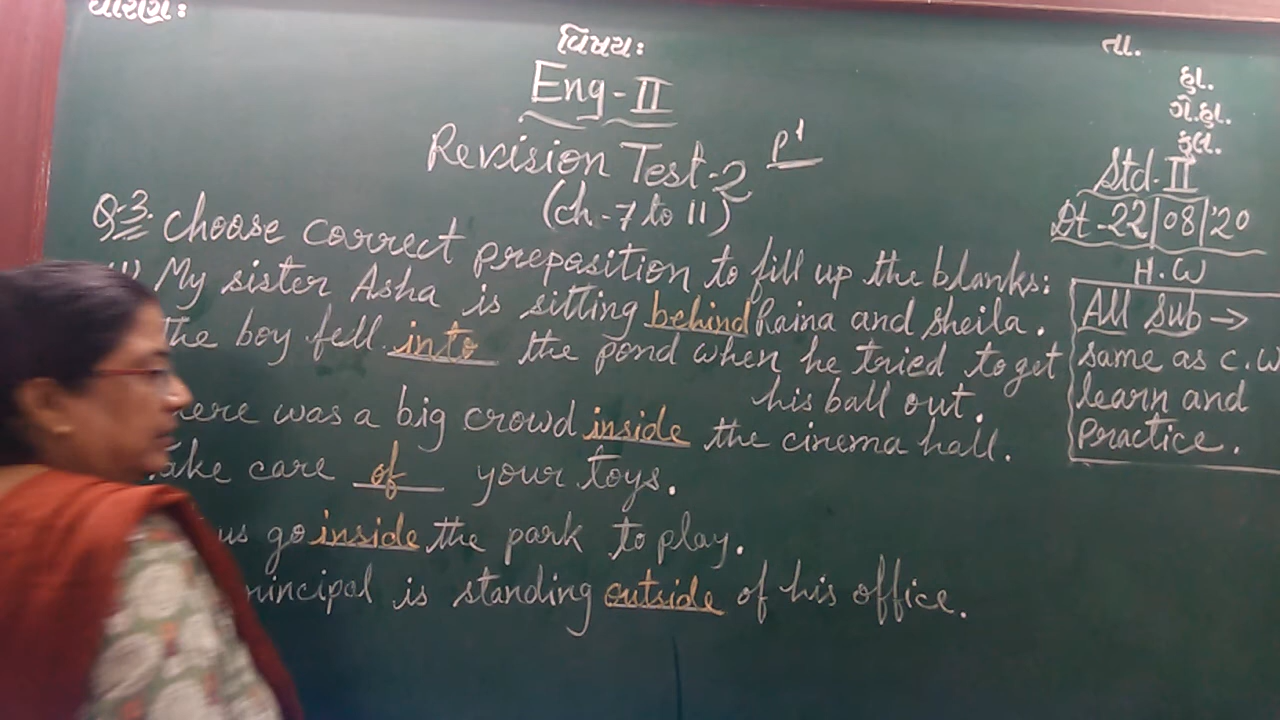 ધોરણ:
વિષય:
તા.
હા.
ગે.હા.
કુલ.
Eng-II
Revision Test-2 P1
(ch-7 to 11)
Std-II
Dt-22|08|'20
Q-3. Choose correct preposition to fill up the blanks:
My sister Asha is sitting behind Raina and Sheila.
the boy fell into the pond when he tried to get
his ball out.
was a big crowd inside the cinema hall.
care of your toys.
us go inside the park to play.
is standing outside of his office.
H.W
All Sub →
same as C.W
learn and
Practice.